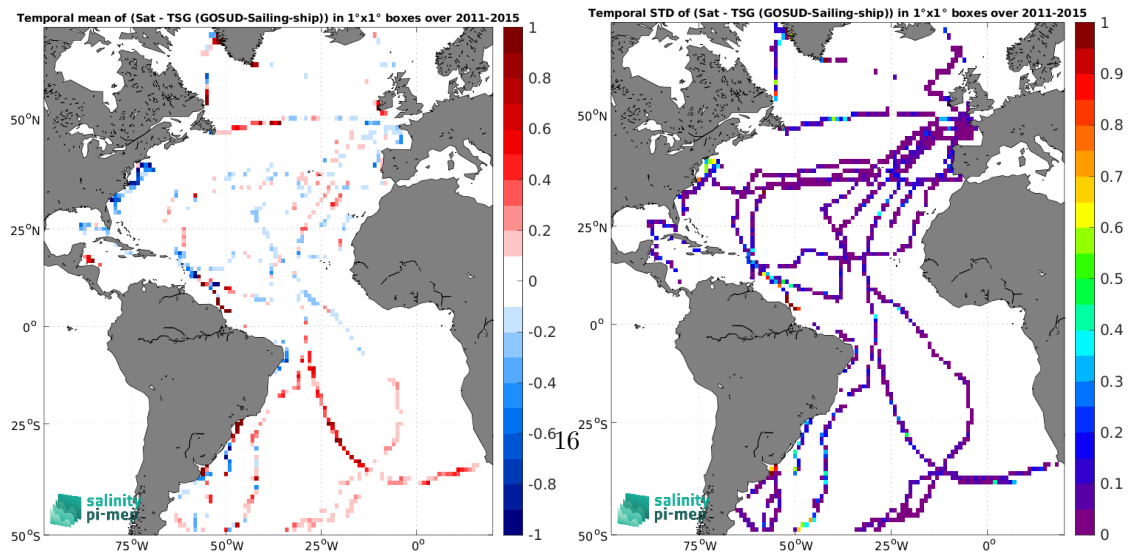 Temporal mean of (Sat - TSG (GOSUD-Sailing-ship)) in 1°x1° boxes over 2011-2015
50°N
25°N
0°
25°S
50°S
75°W
50°W
25°W
0°
1
0.8
0.6
0.4
0.2
0
-0.2
-0.4
-0.6
-0.8
-1
salinity
pi-mep
16
Temporal STD of (Sat - TSG (GOSUD-Sailing-ship)) in 1°x1° boxes over 2011-2015
50°N
25°N
0°
25°S
50°S
75°W
50°W
25°W
0°
1
0.9
0.8
0.7
0.6
0.5
0.4
0.3
0.2
0.1
0
salinity
pi-mep